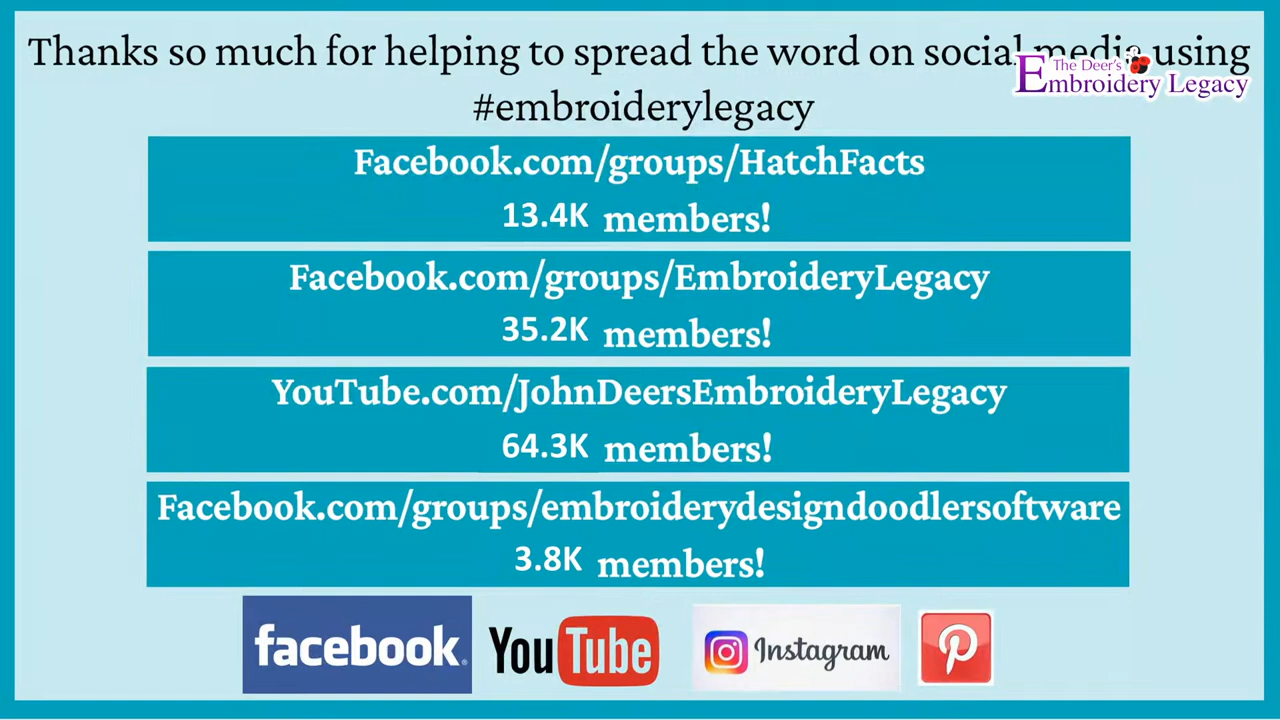 Thanks so much for helping to spread the word on social media using
#embroiderylegacy
The Deer's
Embroidery Legacy
Facebook.com/groups/HatchFacts
13.4K members!
Facebook.com/groups/EmbroideryLegacy
35.2K members!
YouTube.com/JohnDeersEmbroideryLegacy
64.3K members!
Facebook.com/groups/embroiderydesigndoodlersoftware
3.8K members!
facebook® YouTube Instagram